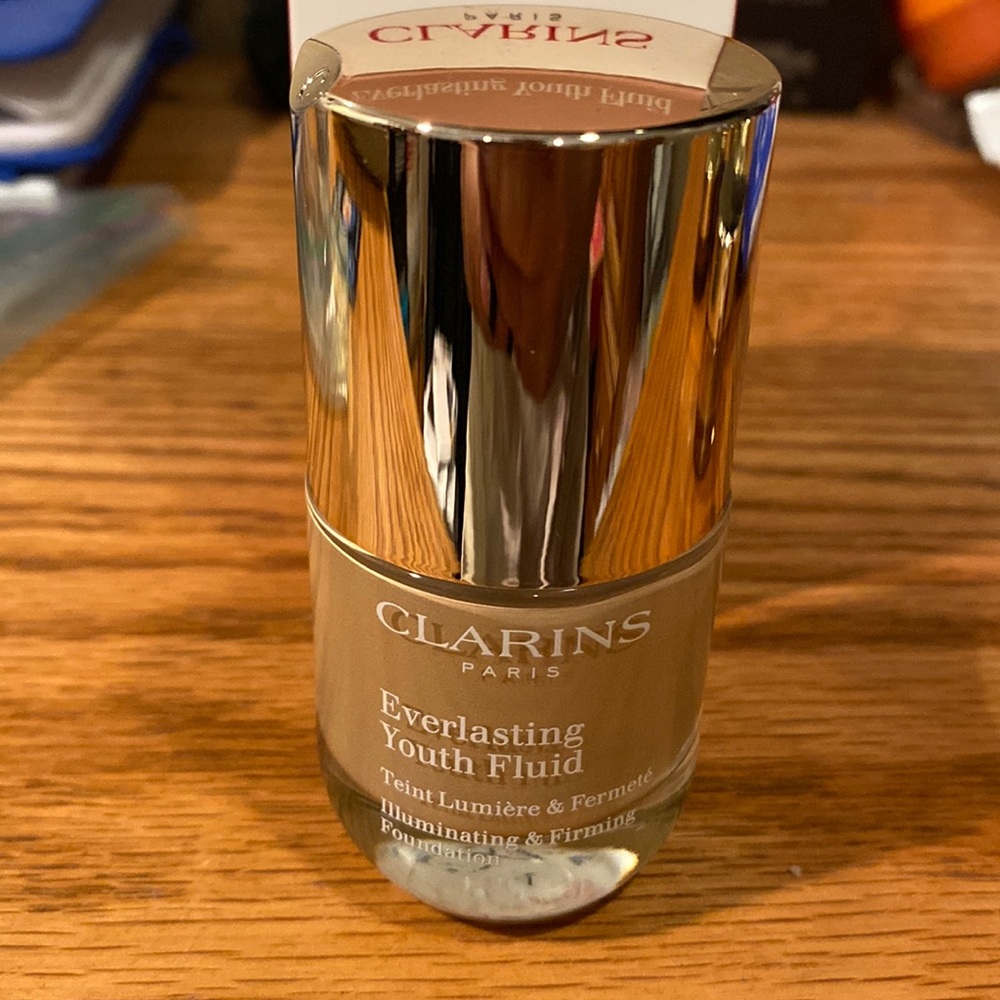 PARIS
CLARINS
Everlasting Youth Fluid
CLARINS
PARIS
Everlasting
Youth Fluid
Teint Lumière & Fermeté
Illuminating & Firming
Foundation